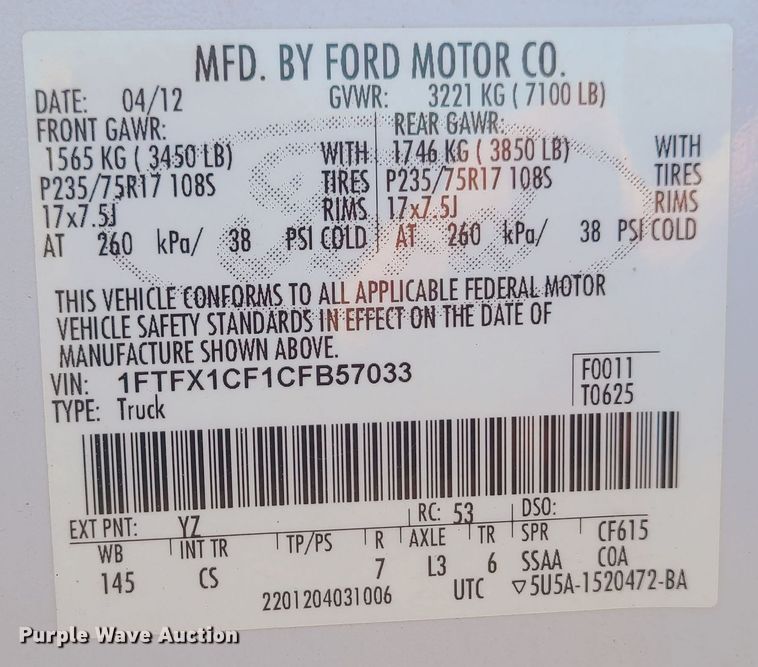 MFD. BY FORD MOTOR CO.
DATE: 04/12 GVWR: 3221 KG ( 7100 LB)
FRONT GAWR: REAR GAWR:
1565 KG ( 3450 LB) WITH 1746 KG ( 3850 LB) WITH
P235/75R17 108S TIRES P235/75R17 108S TIRES
17x7.5J RIMS 17x7.5J RIMS
AT 260 kPa/ 38 PSI COLD AT 260 kPa/ 38 PSI COLD
THIS VEHICLE CONFORMS TO ALL APPLICABLE FEDERAL MOTOR
VEHICLE SAFETY STANDARDS IN EFFECT ON THE DATE OF
MANUFACTURE SHOWN ABOVE.
VIN: 1FTFX1CF1CFB57033 F0011
TYPE: Truck T0625
EXT PNT: YZ RC: 53 DSO:
WB INT TR TP/PS R AXLE TR SPR CF615
145 CS 7 L3 6 SSAA COA
2201204031006 UTC ▽5U5A-1520472-BA
Purple Wave Auction